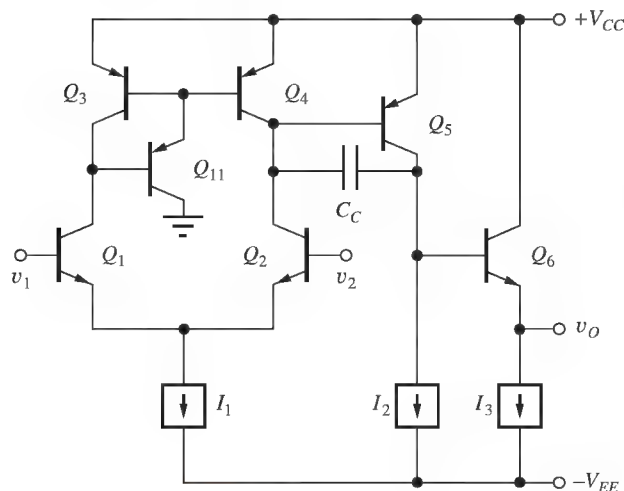 +V_CC
Q_3
Q_4
Q_5
Q_11
C_C
Q_1
Q_2
Q_6
v_1
v_2
v_O
I_1
I_2
I_3
−V_EE